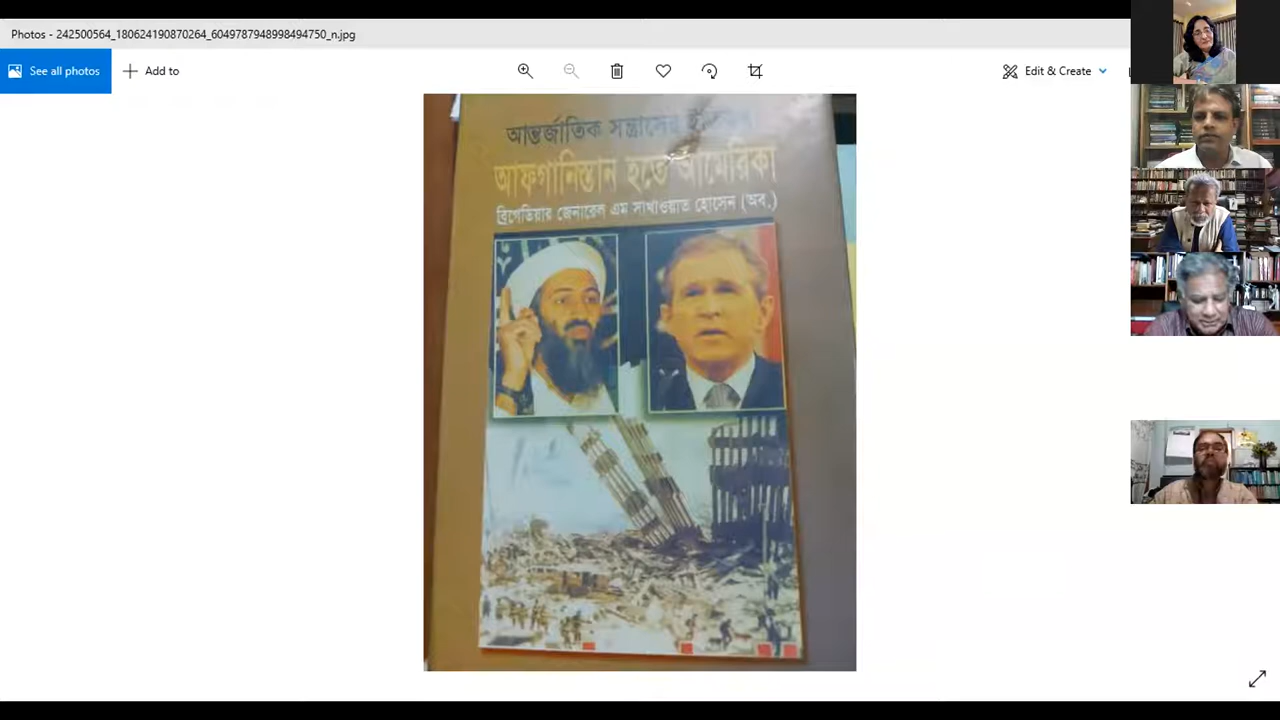 Photos - 242500564_180624190870264_6049787948998494750_n.jpg
See all photos
Add to
Edit & Create
আন্তর্জাতিক সন্ত্রাসের
আফগানিস্তান হতে আমেরিকা
ব্রিগেডিয়ার জেনারেল এম সাখাওয়াত হোসেন (অব.)